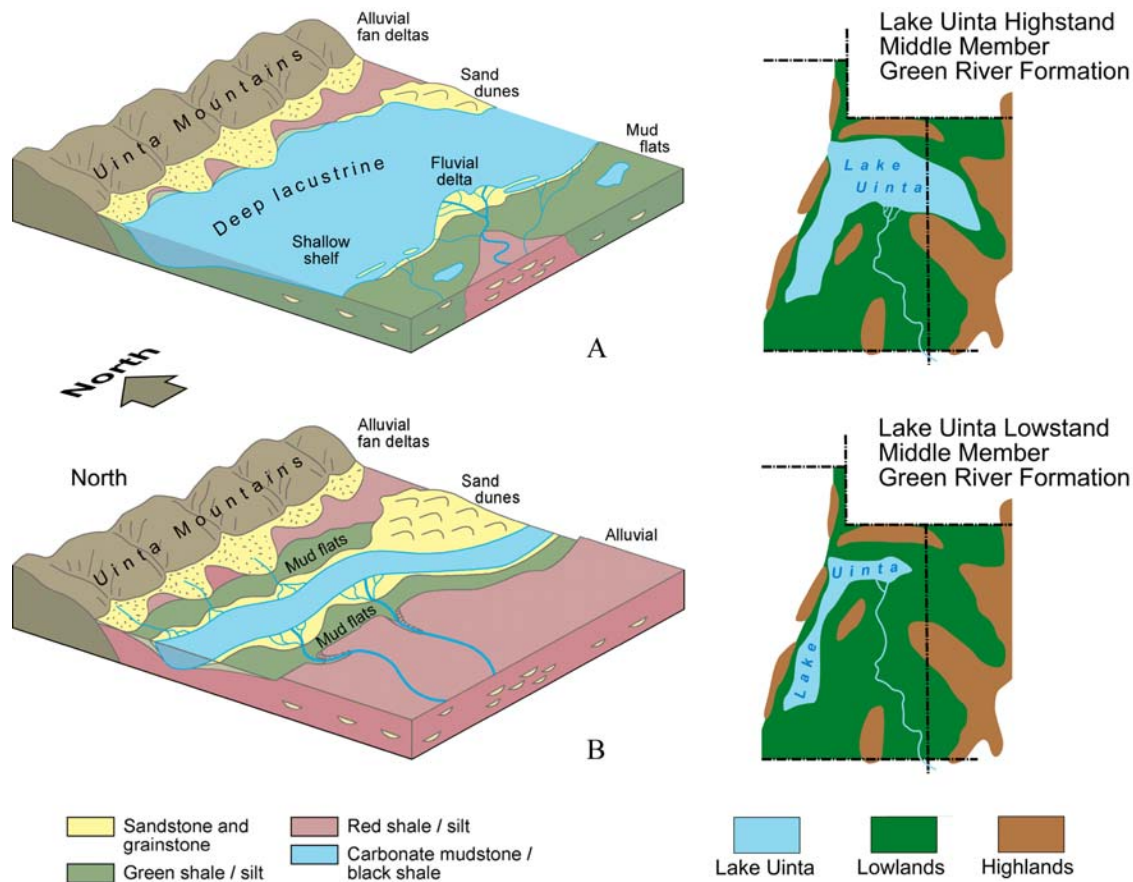 Alluvial
fan deltas
Uinta Mountains
Sand
dunes
Mud
flats
Fluvial
delta
Deep lacustrine
Shallow
shelf
A
Lake Uinta Highstand
Middle Member
Green River Formation
Lake
Uinta
North
North
Alluvial
fan deltas
Uinta Mountains
Sand
dunes
Alluvial
Mud flats
Mud flats
B
Lake Uinta Lowstand
Middle Member
Green River Formation
Uinta
Lake
Sandstone and
grainstone
Green shale / silt
Red shale / silt
Carbonate mudstone /
black shale
Lake Uinta
Lowlands
Highlands